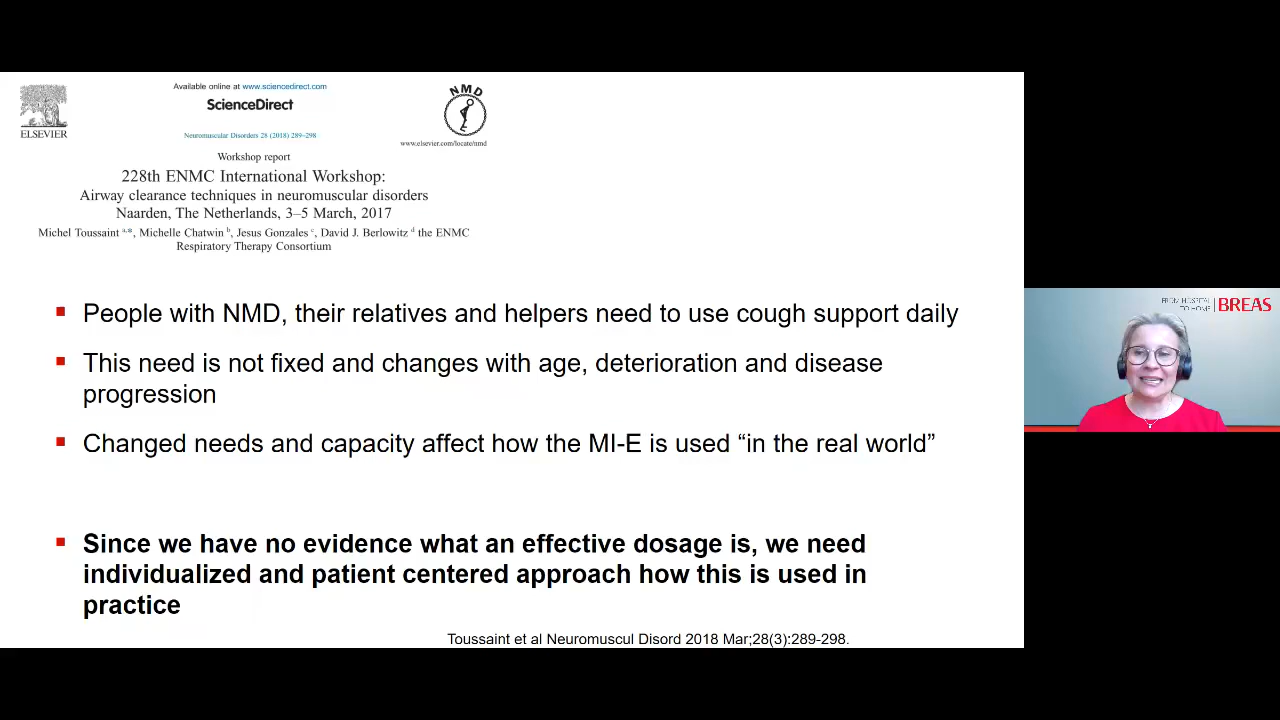 Available online at www.sciencedirect.com
ScienceDirect
ELSEVIER
NMD
Neuromuscular Disorders 28 (2018) 289–298
www.elsevier.com/locate/nmd
Workshop report
228th ENMC International Workshop:
Airway clearance techniques in neuromuscular disorders
Naarden, The Netherlands, 3–5 March, 2017
Michel Toussaint a,*, Michelle Chatwin b, Jesus Gonzales c, David J. Berlowitz d the ENMC
Respiratory Therapy Consortium
People with NMD, their relatives and helpers need to use cough support daily
This need is not fixed and changes with age, deterioration and disease
progression
Changed needs and capacity affect how the MI-E is used “in the real world”
Since we have no evidence what an effective dosage is, we need
individualized and patient centered approach how this is used in
practice
Toussaint et al Neuromuscul Disord 2018 Mar;28(3):289-298.
FROM HOSPITAL
TO HOME
BREAS